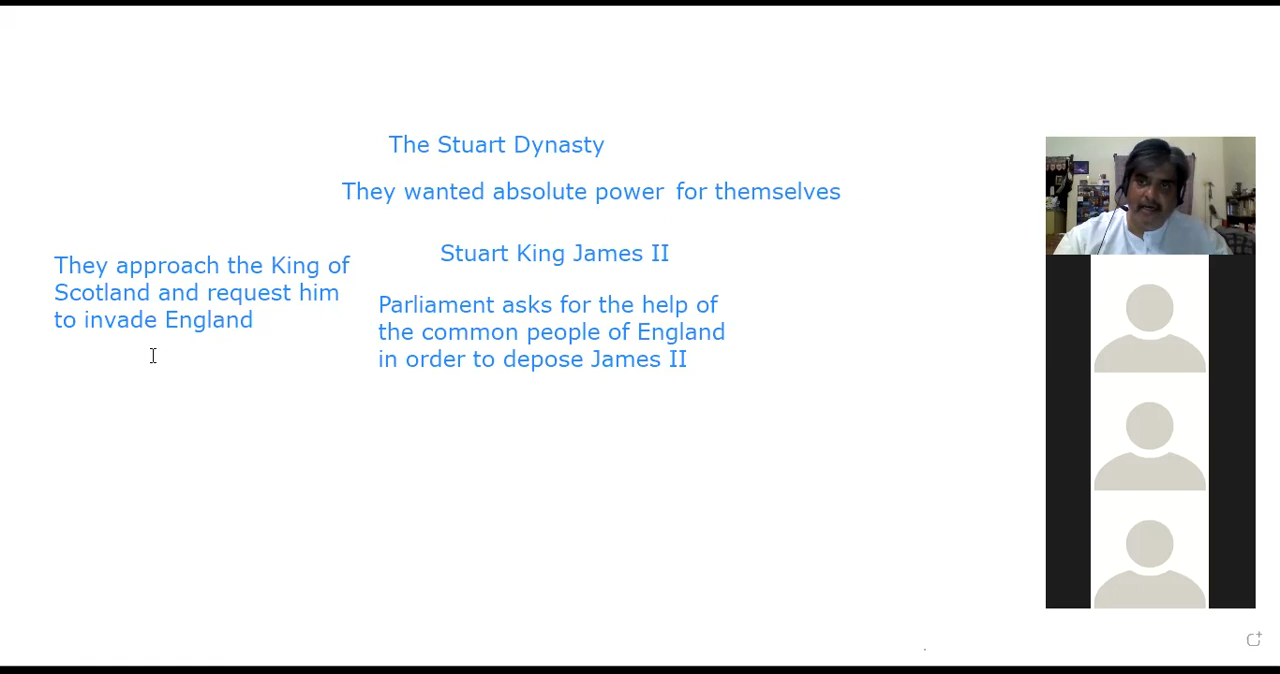 The Stuart Dynasty
They wanted absolute power for themselves
Stuart King James II
They approach the King of
Scotland and request him
to invade England
Parliament asks for the help of
the common people of England
in order to depose James II